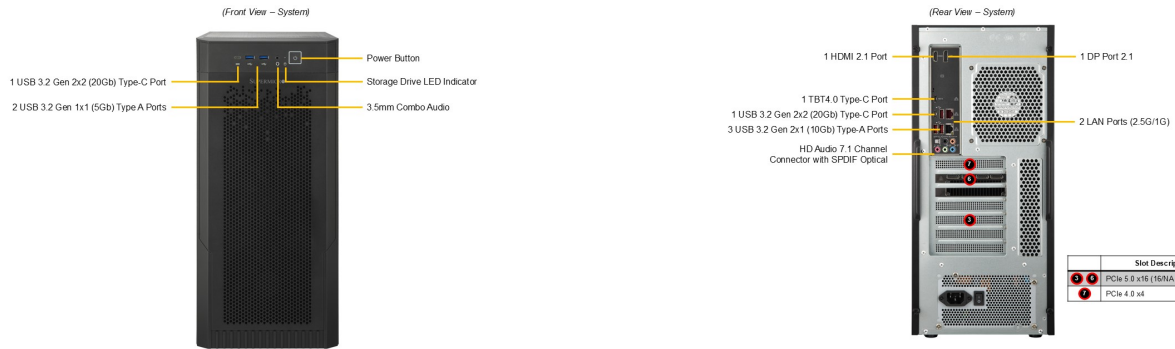 (Front View – System)
Power Button
1 USB 3.2 Gen 2x2 (20Gb) Type-C Port
Storage Drive LED Indicator
2 USB 3.2 Gen 1x1 (5Gb) Type A Ports
3.5mm Combo Audio
(Rear View – System)
1 HDMI 2.1 Port
1 DP Port 2.1
1 TBT4.0 Type-C Port
1 USB 3.2 Gen 2x2 (20Gb) Type-C Port
3 USB 3.2 Gen 2x1 (10Gb) Type-A Ports
2 LAN Ports (2.5G/1G)
HD Audio 7.1 Channel
Connector with SPDIF Optical
7
6
3
Slot Descrip
3 6 PCIe 5.0 x16 (16/NA
7 PCIe 4.0 x4